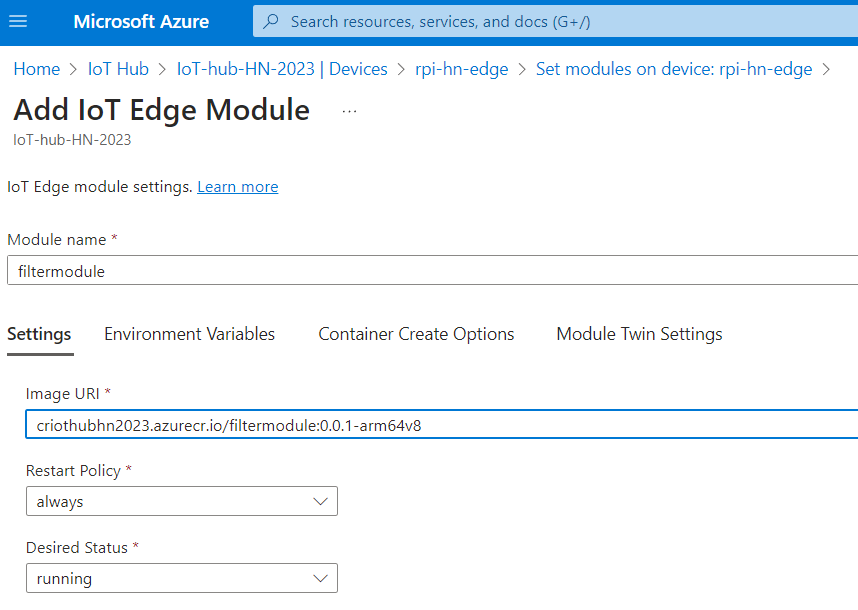 Microsoft Azure
Search resources, services, and docs (G+/)
Home > IoT Hub > IoT-hub-HN-2023 | Devices > rpi-hn-edge > Set modules on device: rpi-hn-edge >
Add IoT Edge Module ...
IoT-hub-HN-2023
IoT Edge module settings. Learn more
Module name *
filtermodule
Settings Environment Variables Container Create Options Module Twin Settings
Image URI *
criothubhn2023.azurecr.io/filtermodule:0.0.1-arm64v8
Restart Policy *
always
Desired Status *
running